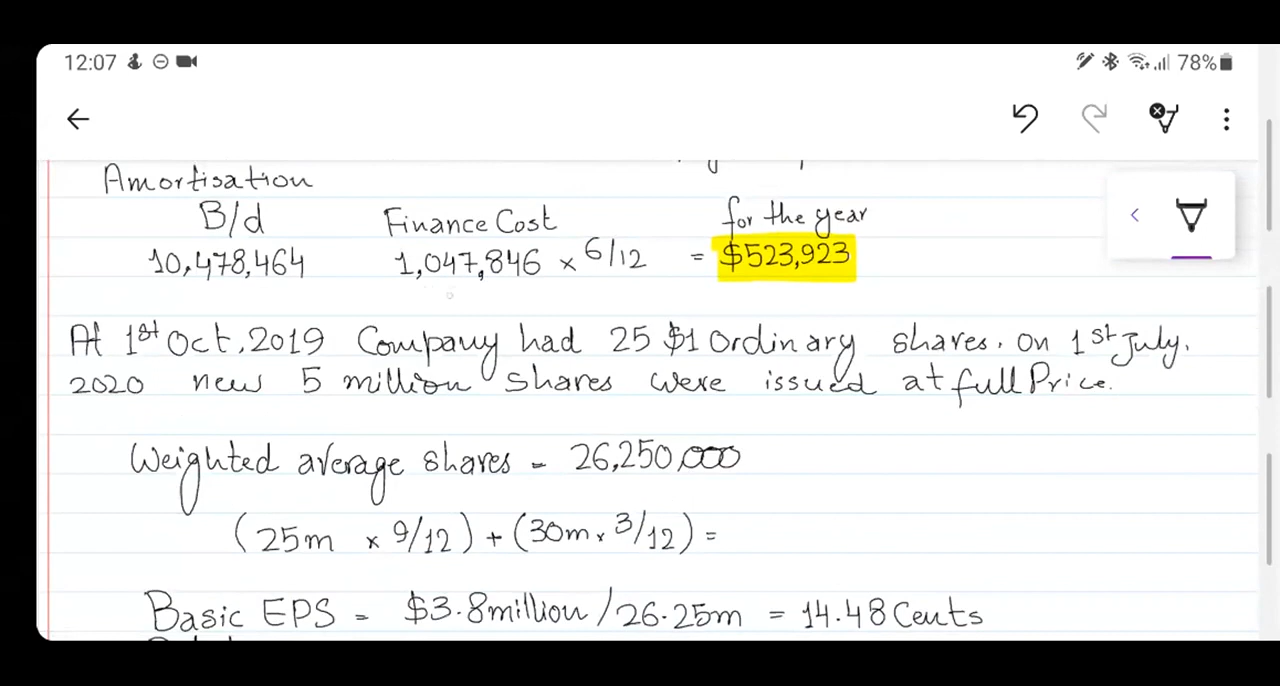 12:07 78%
Amortisation
B/d Finance Cost for the year
10,478,464 1,047,846 × 6/12 = $523,923
At 1st Oct, 2019 Company had 25 $1 Ordinary shares. On 1st July,
2020 new 5 million shares were issued at full Price.
Weighted average shares = 26,250,000
(25m × 9/12) + (30m × 3/12) =
Basic EPS = $3.8million/26.25m = 14.48 Cents